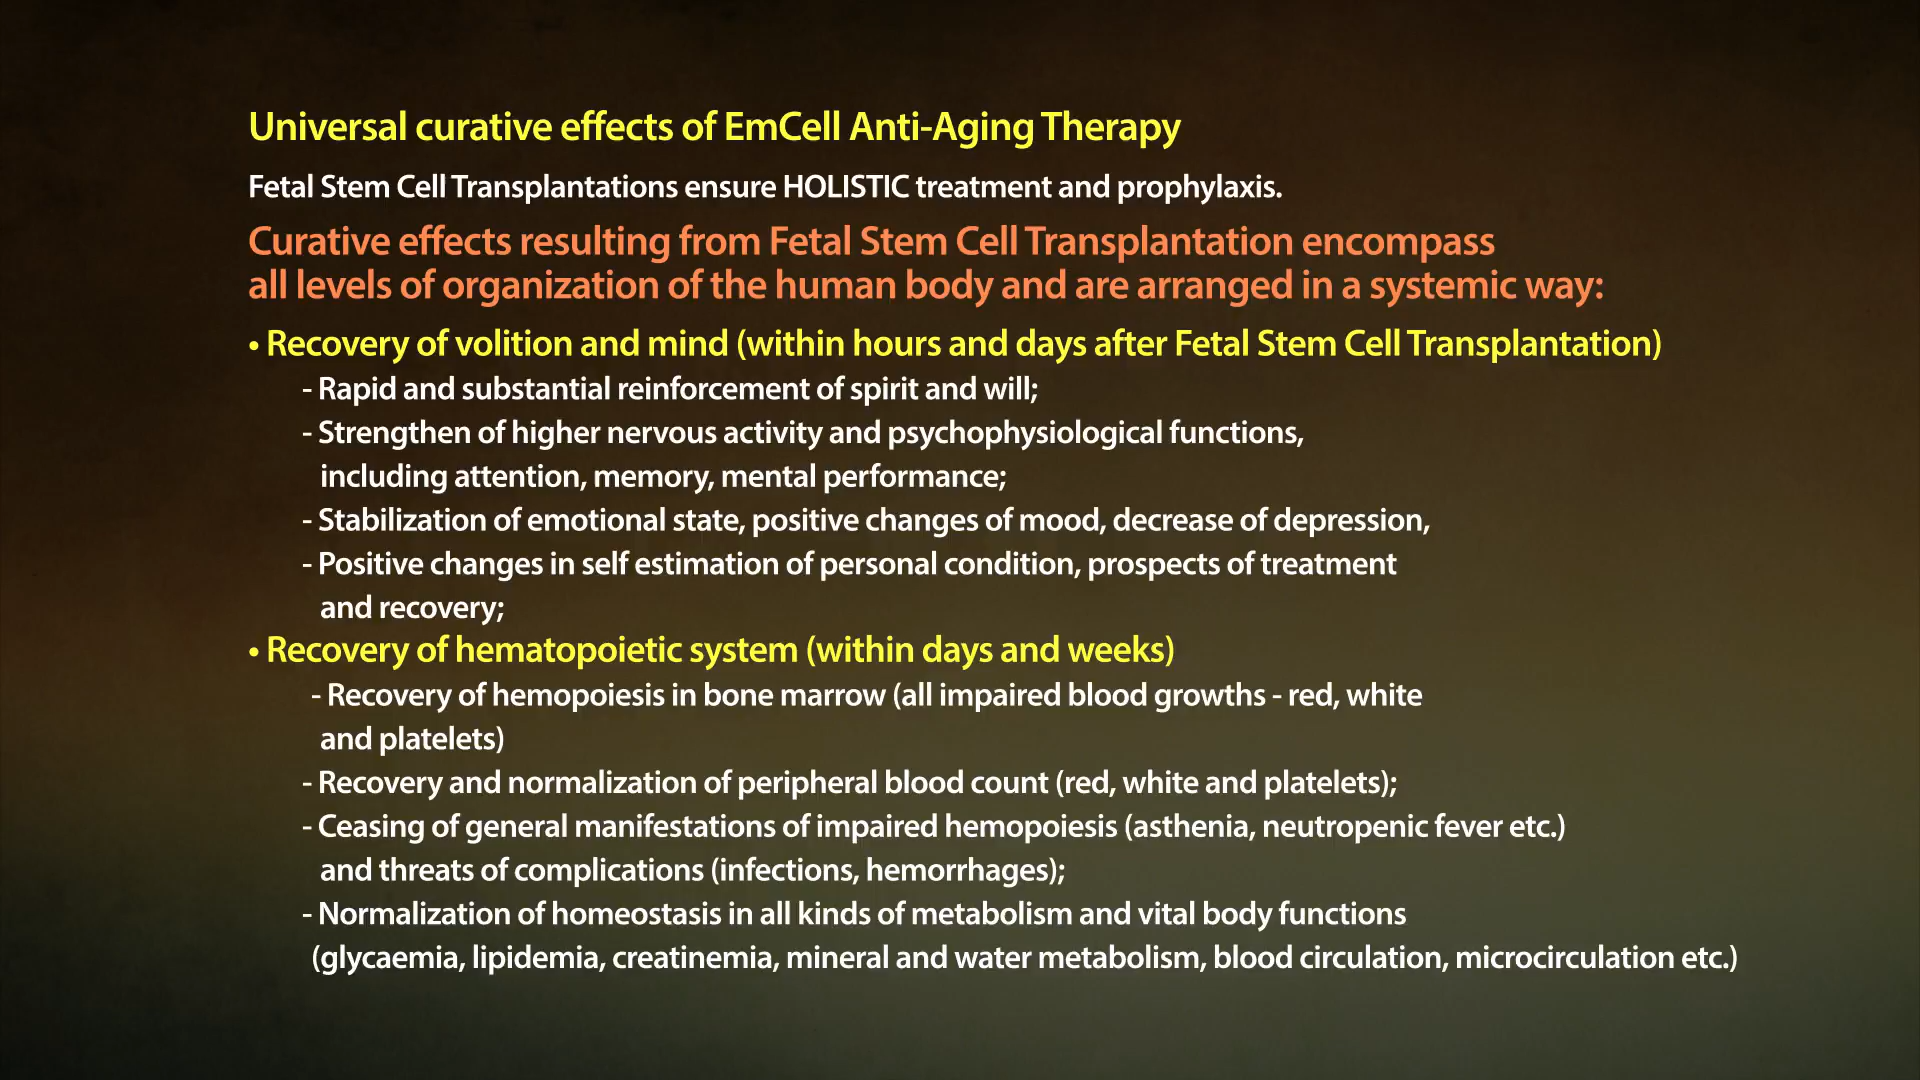 Universal curative effects of EmCell Anti-Aging Therapy
Fetal Stem Cell Transplantations ensure HOLISTIC treatment and prophylaxis.
Curative effects resulting from Fetal Stem Cell Transplantation encompass
all levels of organization of the human body and are arranged in a systemic way:
• Recovery of volition and mind (within hours and days after Fetal Stem Cell Transplantation)
- Rapid and substantial reinforcement of spirit and will;
- Strengthen of higher nervous activity and psychophysiological functions,
including attention, memory, mental performance;
- Stabilization of emotional state, positive changes of mood, decrease of depression,
- Positive changes in self estimation of personal condition, prospects of treatment
and recovery;
• Recovery of hematopoietic system (within days and weeks)
- Recovery of hemopoiesis in bone marrow (all impaired blood growths - red, white
and platelets)
- Recovery and normalization of peripheral blood count (red, white and platelets);
- Ceasing of general manifestations of impaired hemopoiesis (asthenia, neutropenic fever etc.)
and threats of complications (infections, hemorrhages);
- Normalization of homeostasis in all kinds of metabolism and vital body functions
(glycaemia, lipidemia, creatinemia, mineral and water metabolism, blood circulation, microcirculation etc.)